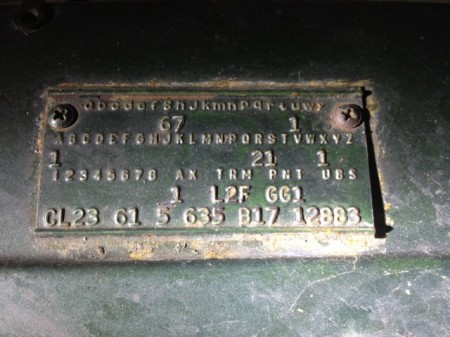 abcdefghJkmnpqrtuwx
67 1
ABCDEFGHJKLMNPQRSTVWXYZ
1 21 1
12345678 AX TRM PNT UBS
1 L2F GG1
CL23 61 5 635 B17 12883